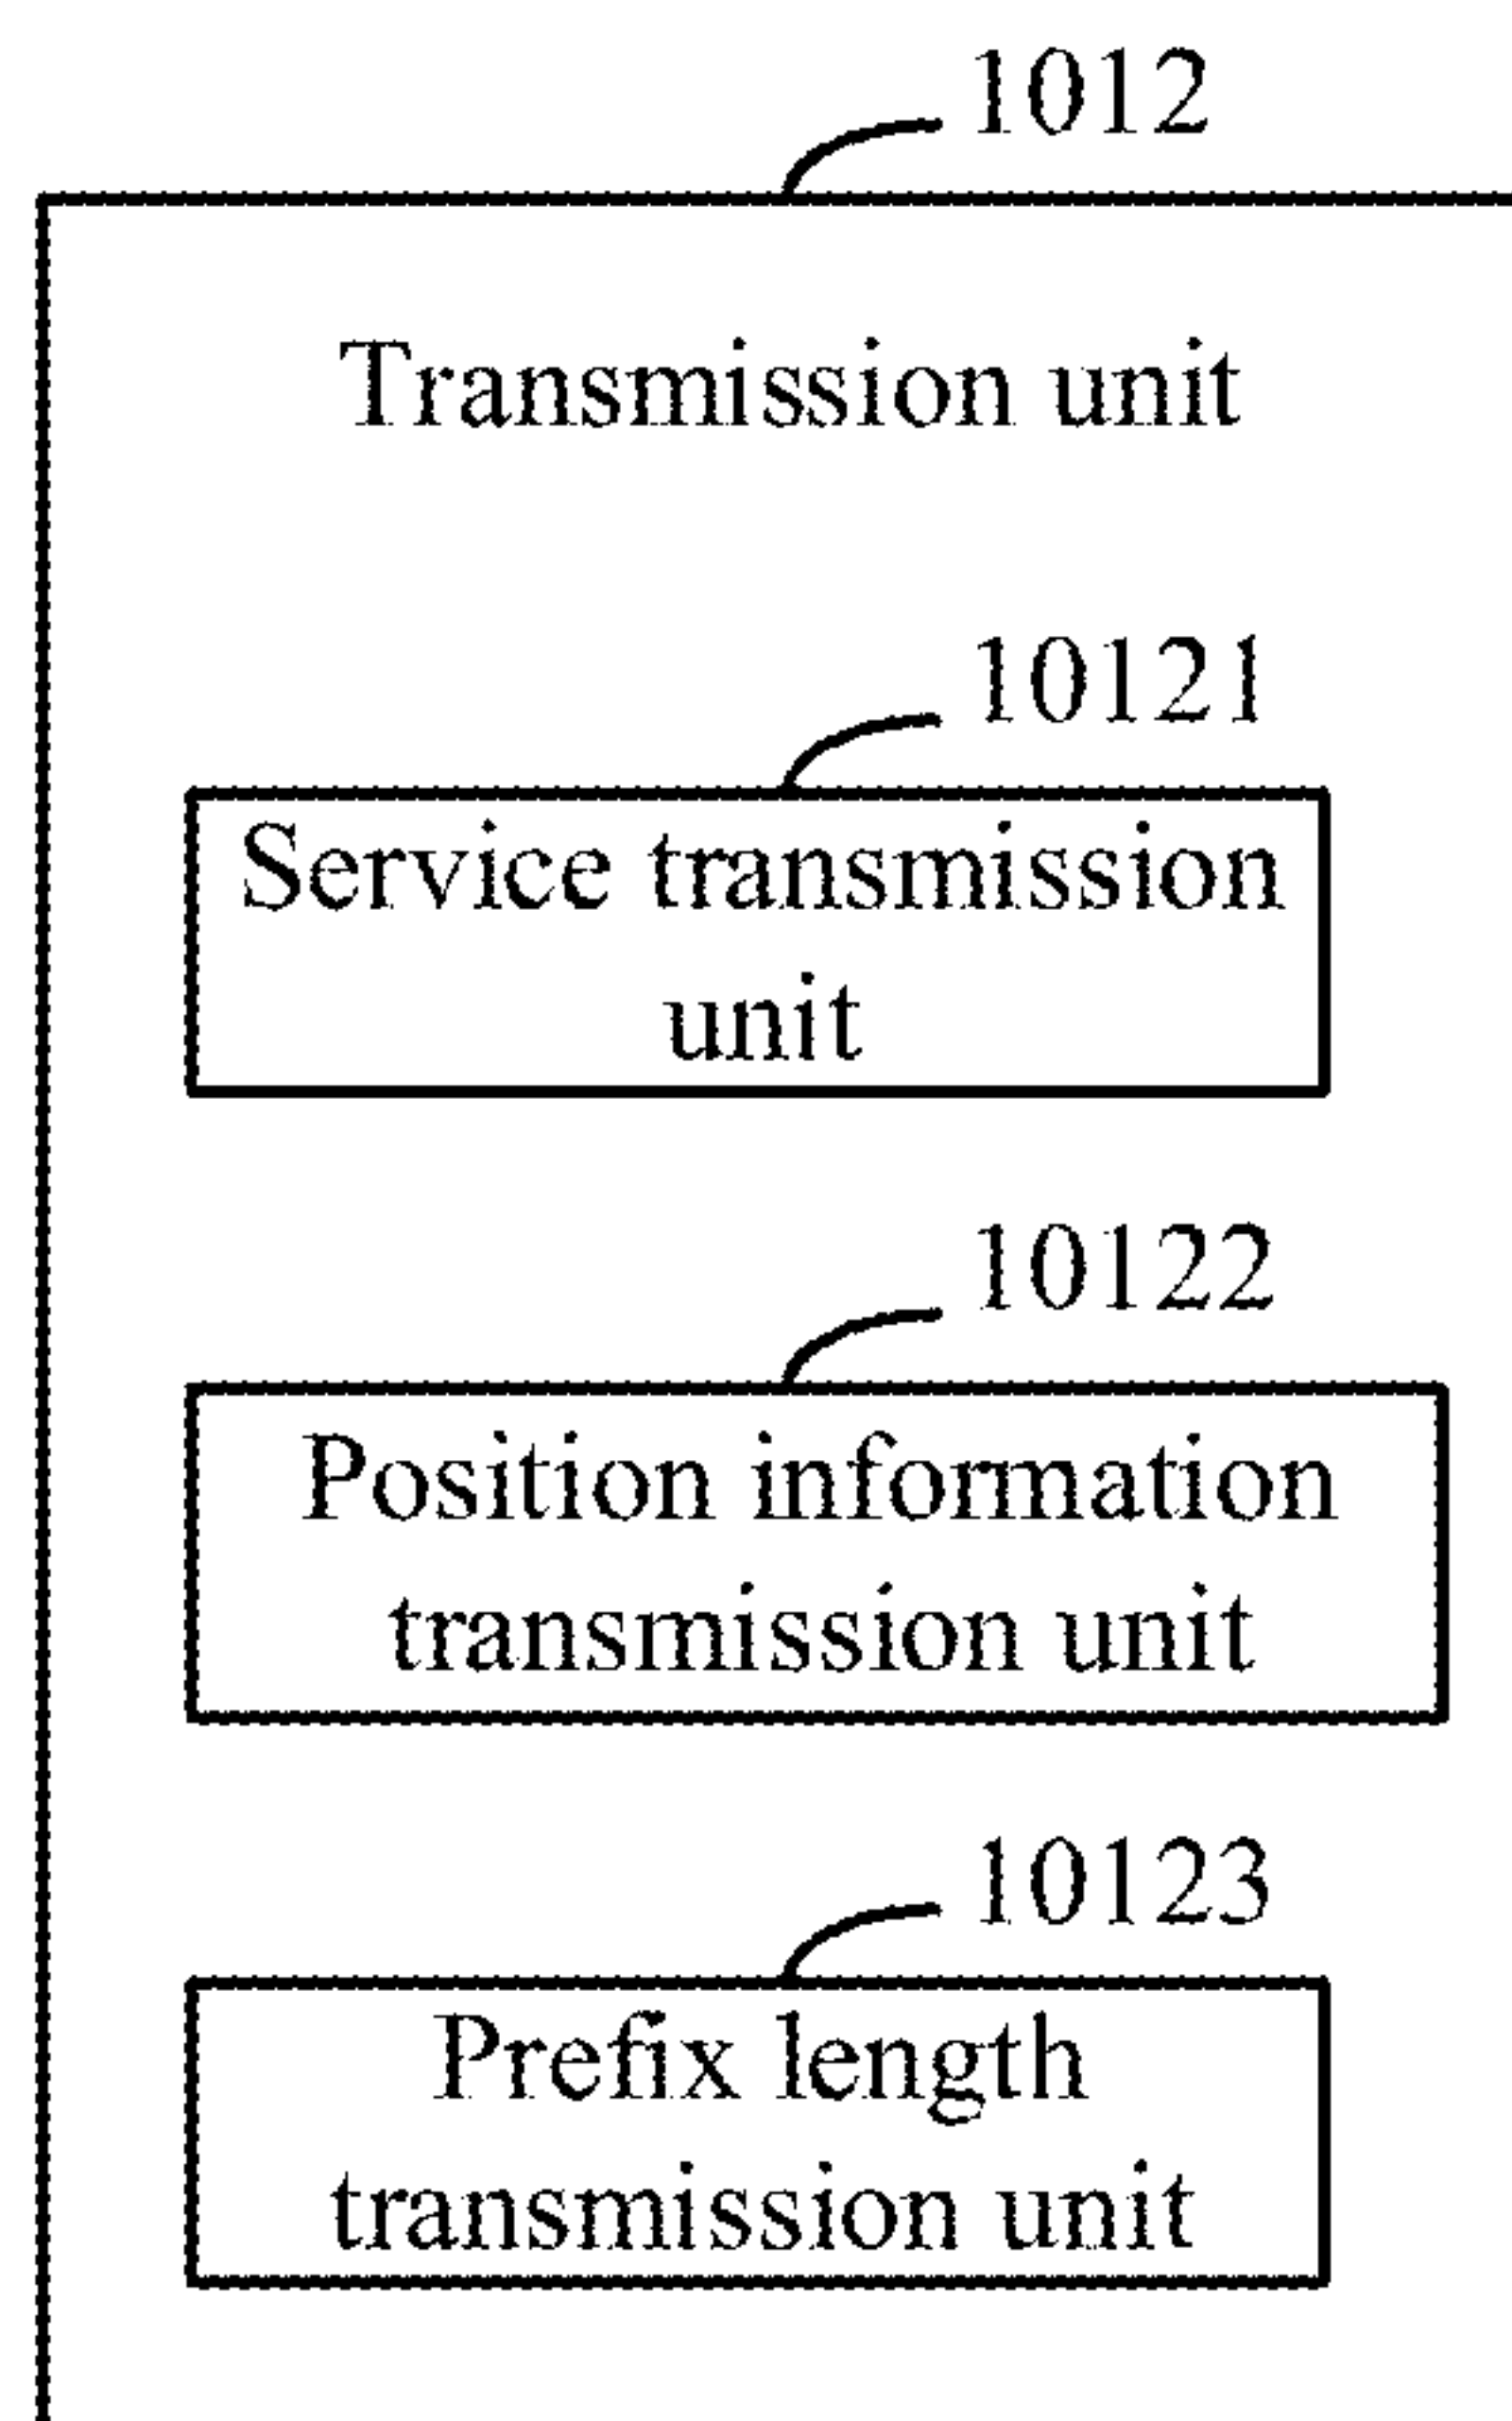 1012
Transmission unit
10121
Service transmission
unit
10122
Position information
transmission unit
10123
Prefix length
transmission unit